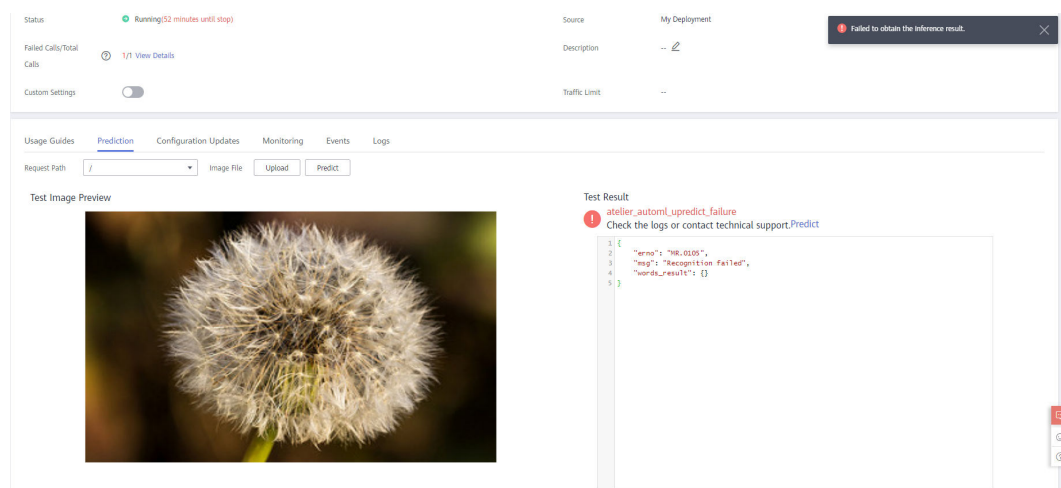 Status
Running(52 minutes until stop)
Source
My Deployment
Failed to obtain the inference result.
Failed Calls/Total
Calls
1/1 View Details
Description
--
Custom Settings
Traffic Limit
--
Usage Guides Prediction Configuration Updates Monitoring Events Logs
Request Path / Image File Upload Predict
Test Image Preview
Test Result
atelier_automl_upredict_failure
Check the logs or contact technical support.Predict
1 {
2 "erno": "MR.0105",
3 "msg": "Recognition failed",
4 "words_result": {}
5 }